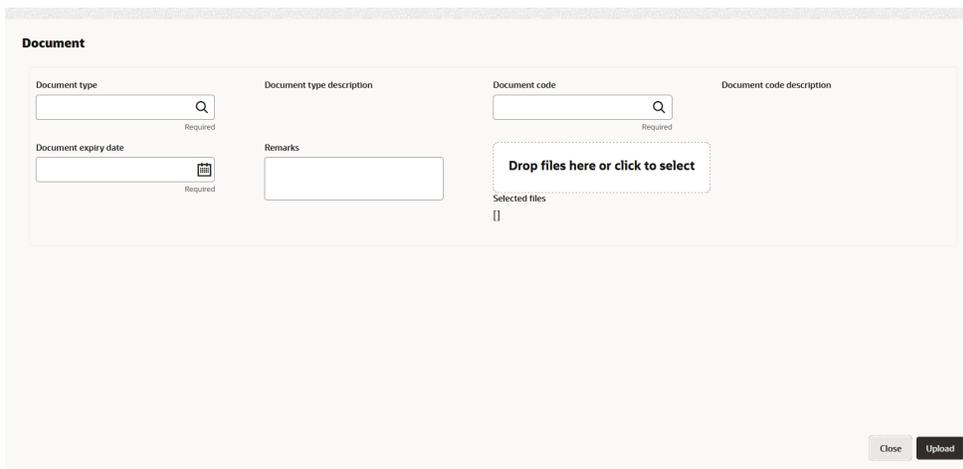 Document
Document type
Document type description
Document code
Document code description
Required
Required
Document expiry date
Remarks
Drop files here or click to select
Required
Selected files
[]
Close
Upload